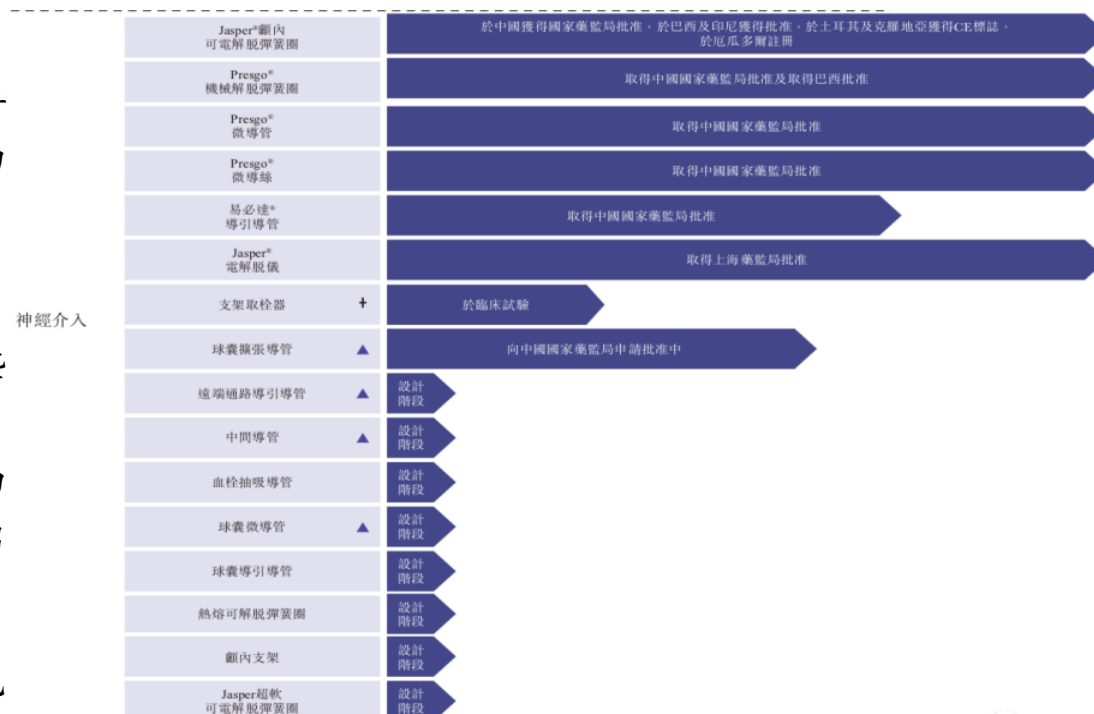 Jasper®顱內
可電解脫彈簧圈
於中國獲得國家藥監局批准，於巴西及印尼獲得批准，於土耳其及克羅地亞獲得CE標誌，
於厄瓜多爾註冊
Presgo®
機械解脫彈簧圈
取得中國國家藥監局批准及取得巴西批准
Presgo®
微導管
取得中國國家藥監局批准
Presgo®
微導絲
取得中國國家藥監局批准
易必達®
導引導管
取得中國國家藥監局批准
Jasper®
電解脫儀
取得上海藥監局批准
神經介入
支架取栓器 +
於臨床試驗
球囊擴張導管 ▲
向中國國家藥監局申請批准中
遠端通路導引導管 ▲
設計
階段
中間導管 ▲
設計
階段
血栓抽吸導管
設計
階段
球囊微導管 ▲
設計
階段
球囊導引導管
設計
階段
熱熔可解脫彈簧圈
設計
階段
顱內支架
設計
階段
Jasper超軟
可電解脫彈簧圈
設計
階段